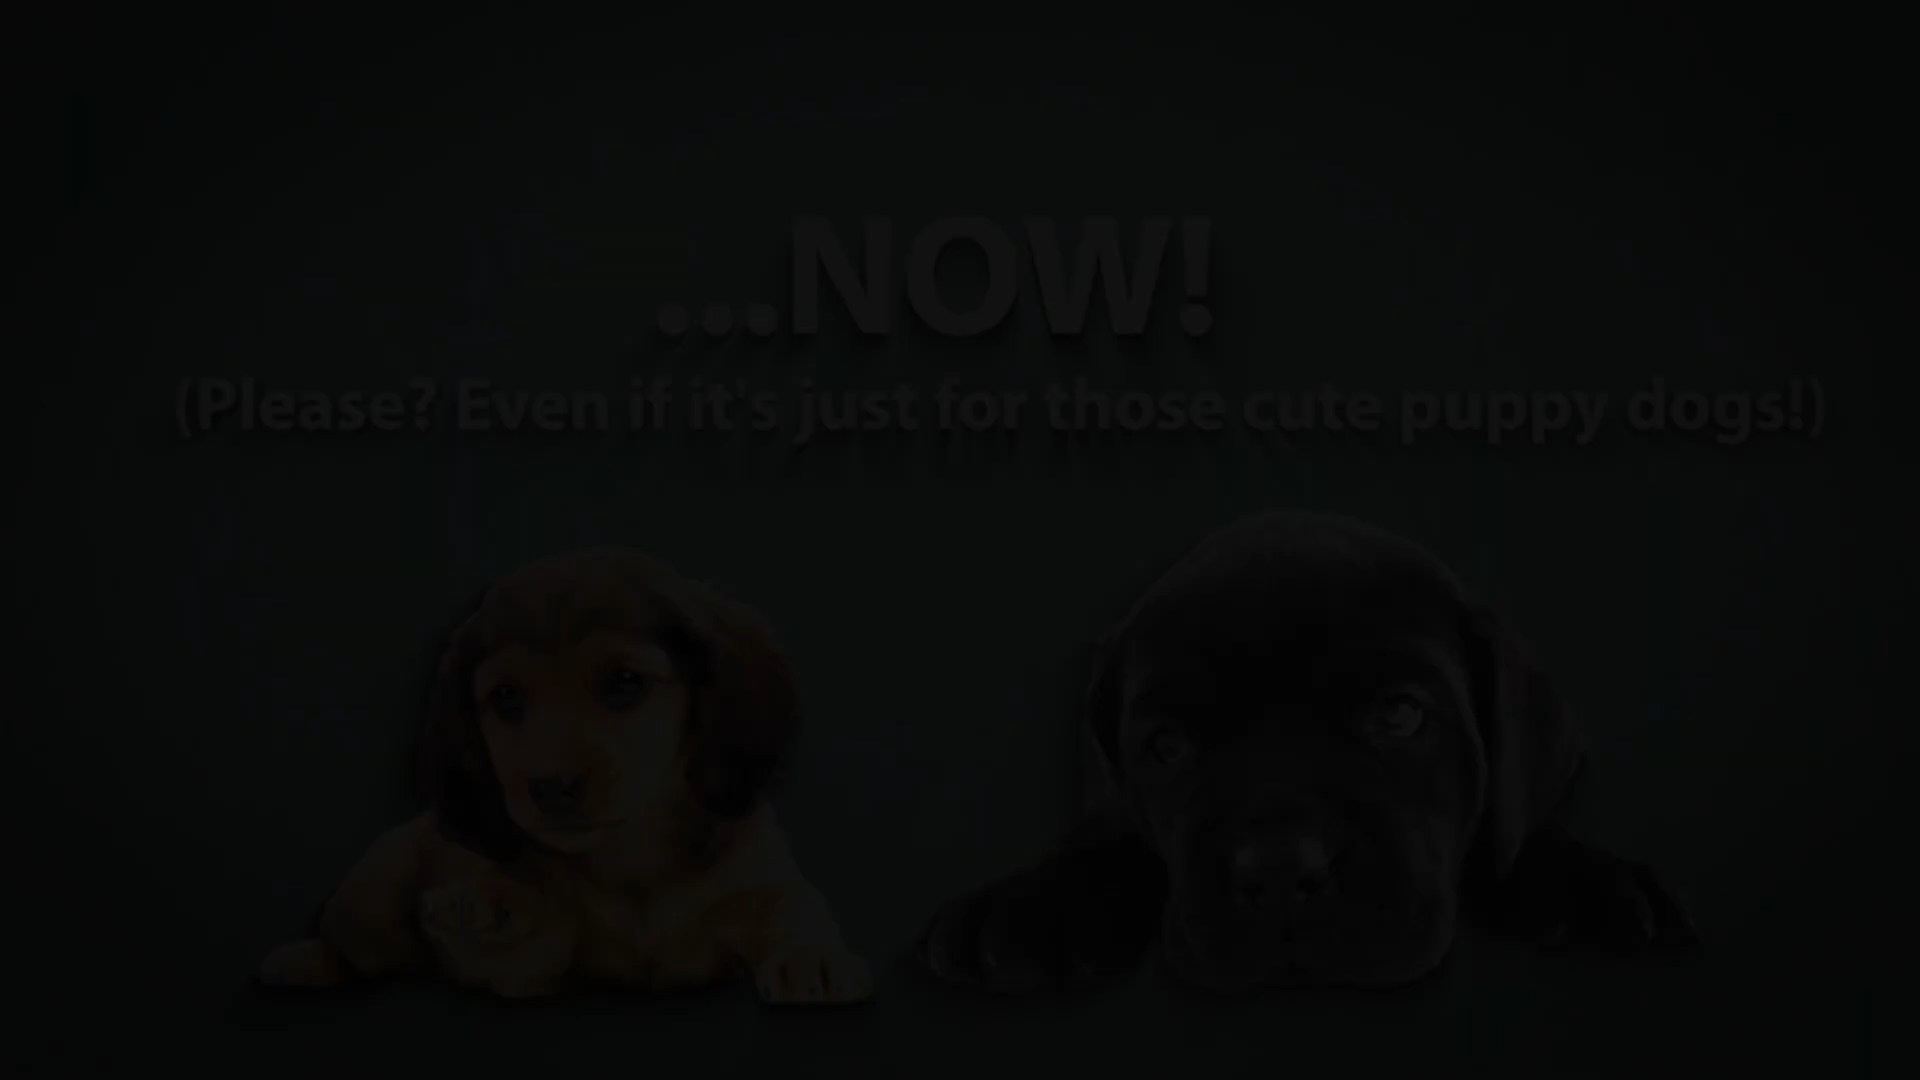 ...NOW!
(Please? Even if it's just for those cute puppy dogs!)